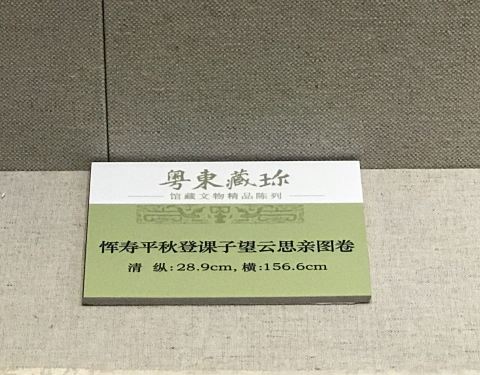 粤東藏珎
馆藏文物精品陈列
恽寿平秋登课子望云思亲图卷
清 纵:28.9cm, 横:156.6cm